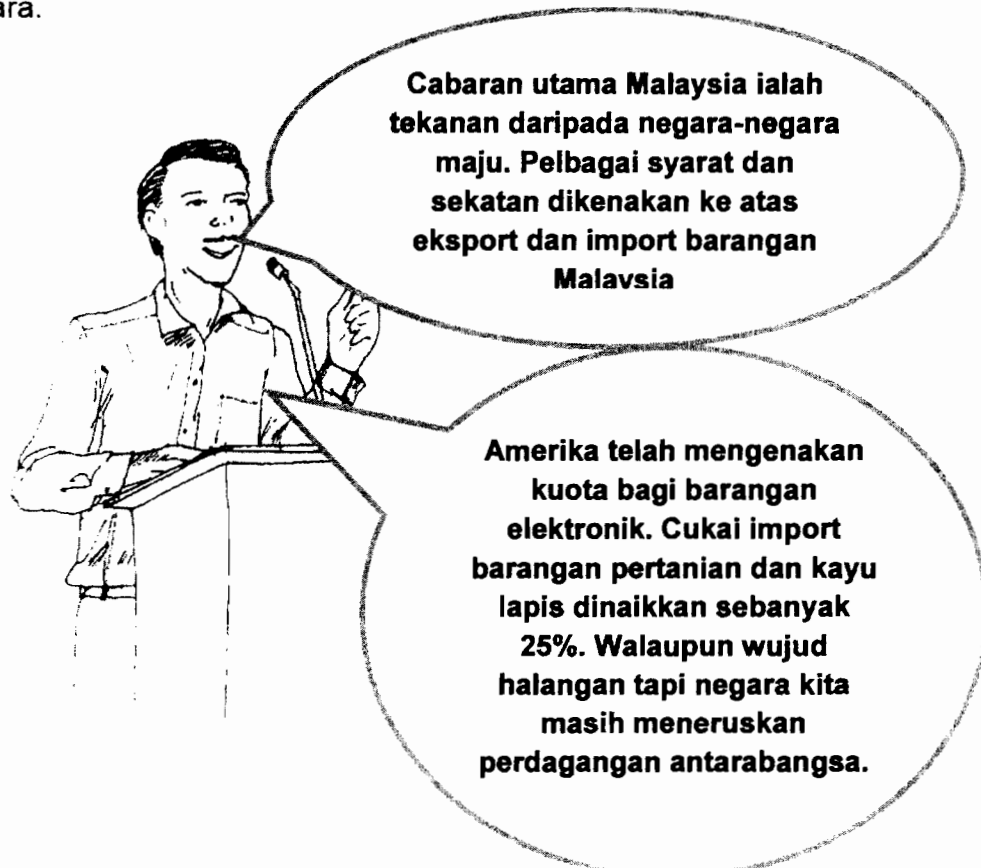 ara.
Cabaran utama Malaysia ialah
tekanan daripada negara-negara
maju. Pelbagai syarat dan
sekatan dikenakan ke atas
eksport dan import barangan
Malavsia
Amerika telah mengenakan
kuota bagi barangan
elektronik. Cukai import
barangan pertanian dan kayu
lapis dinaikkan sebanyak
25%. Walaupun wujud
halangan tapi negara kita
masih meneruskan
perdagangan antarabangsa.